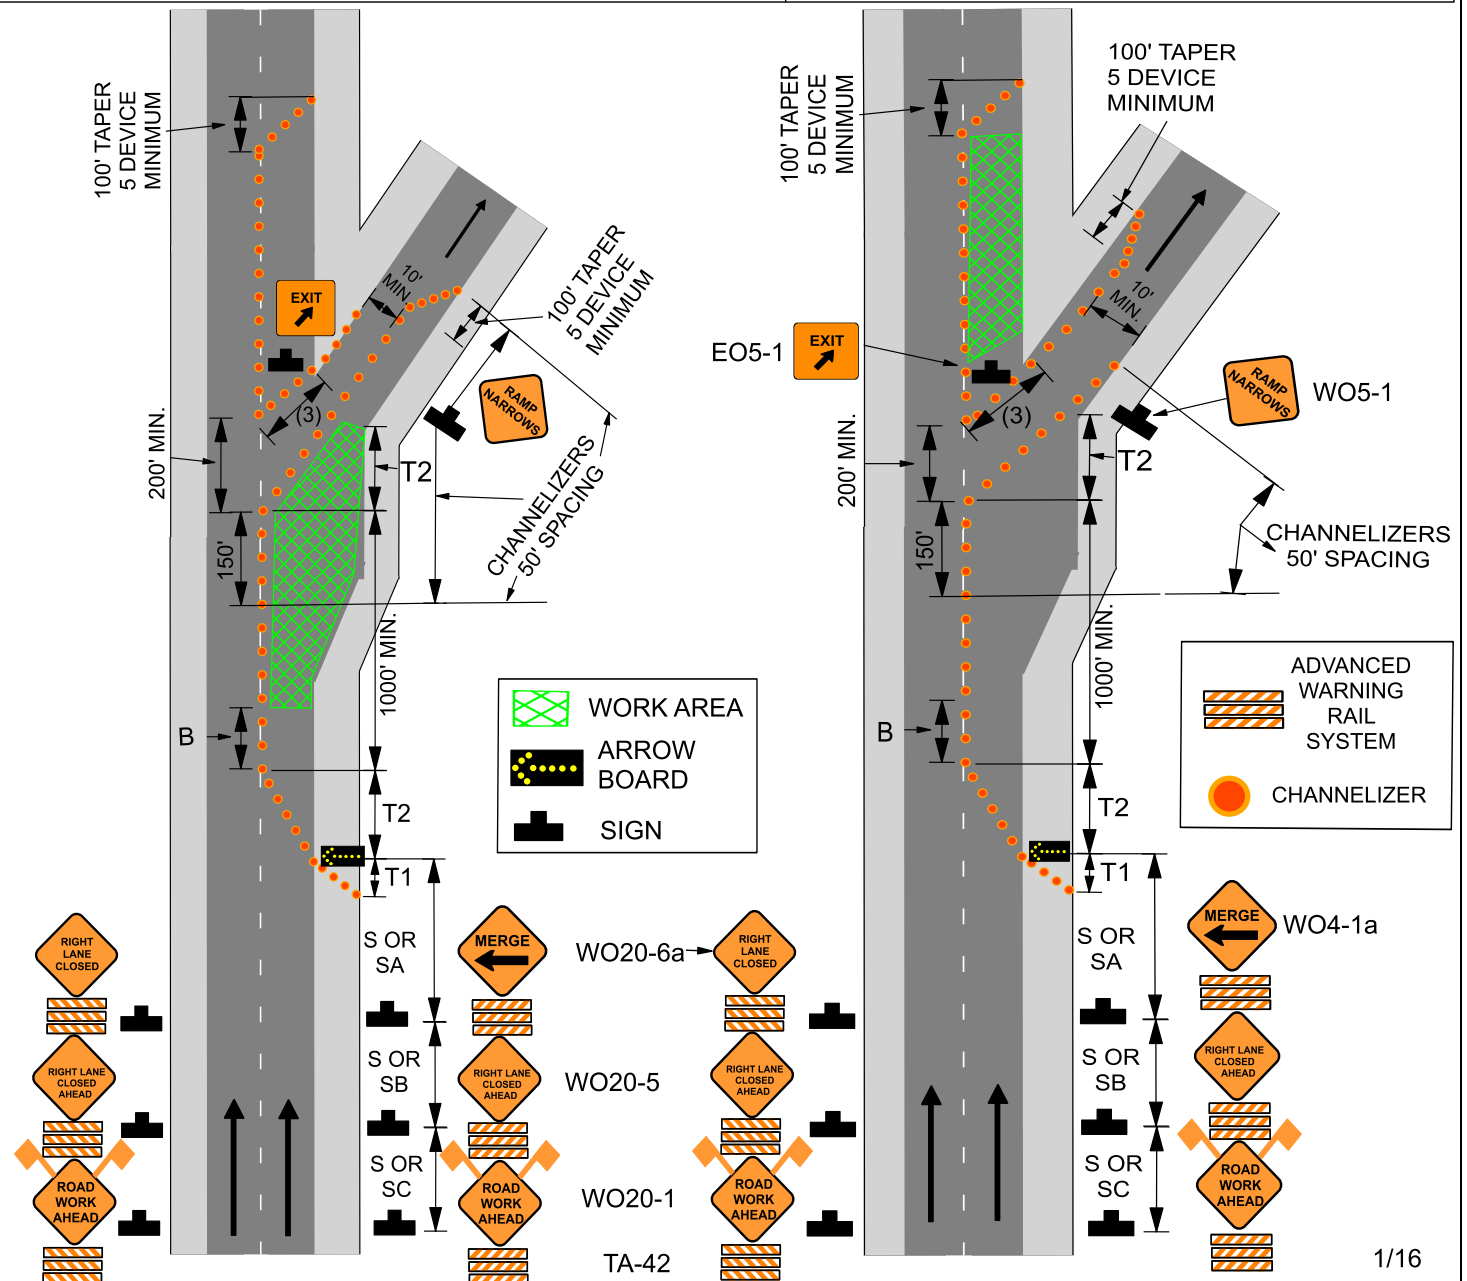 100' TAPER
5 DEVICE
MINIMUM
EXIT
10'
MIN.
100' TAPER
5 DEVICE
MINIMUM
RAMP
NARROWS
(3)
200' MIN.
T2
CHANNELIZERS
50' SPACING
150'
1000' MIN.
B
T2
T1
WORK AREA
ARROW
BOARD
SIGN
RIGHT
LANE
CLOSED
S OR
SA
MERGE
RIGHT LANE
CLOSED
AHEAD
S OR
SB
RIGHT LANE
CLOSED
AHEAD
ROAD
WORK
AHEAD
S OR
SC
ROAD
WORK
AHEAD
WO20-6a
WO20-5
WO20-1
TA-42
100' TAPER
5 DEVICE
MINIMUM
100' TAPER
5 DEVICE
MINIMUM
10'
MIN.
EO5-1
EXIT
RAMP
NARROWS
WO5-1
(3)
200' MIN.
T2
150'
CHANNELIZERS
50' SPACING
1000' MIN.
B
T2
T1
ADVANCED
WARNING
RAIL
SYSTEM
CHANNELIZER
RIGHT
LANE
CLOSED
S OR
SA
MERGE
WO4-1a
RIGHT LANE
CLOSED
AHEAD
S OR
SB
RIGHT LANE
CLOSED
AHEAD
ROAD
WORK
AHEAD
S OR
SC
ROAD
WORK
AHEAD
1/16